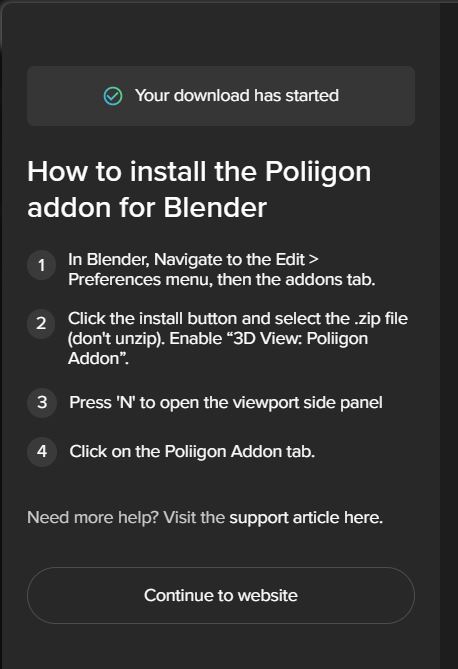 Your download has started
How to install the Poliigon
addon for Blender
1 In Blender, Navigate to the Edit >
Preferences menu, then the addons tab.
2 Click the install button and select the .zip file
(don't unzip). Enable “3D View: Poliigon
Addon”.
3 Press 'N' to open the viewport side panel
4 Click on the Poliigon Addon tab.
Need more help? Visit the support article here.
Continue to website